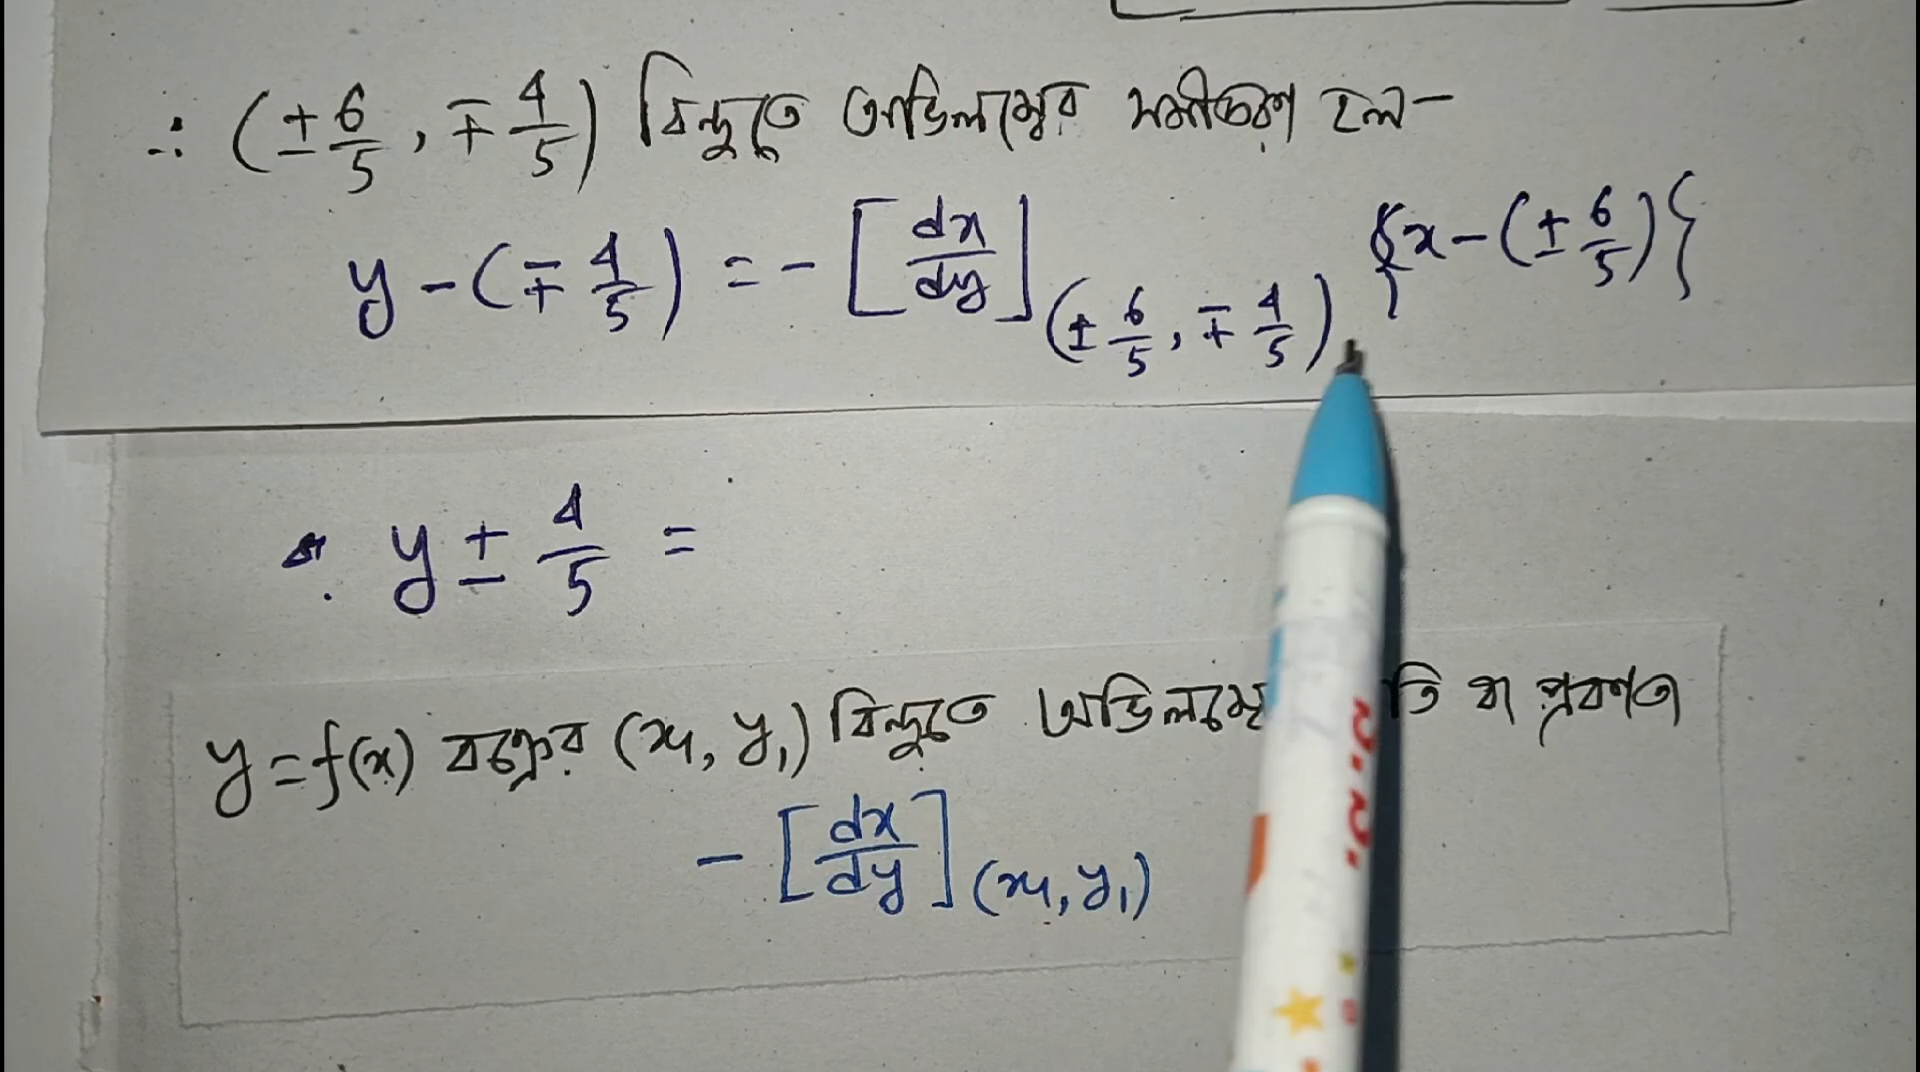 ∴ (±6/5, ∓4/5) বিন্দুতে অভিলম্বের সমীকরণ হল-
y-(∓4/5) = -[dx/dy](±6/5, ∓4/5) {x-(±6/5)}
y ± 4/5 =
y=f(x) বক্রের (x₁, y₁) বিন্দুতে অভিলম্বে তি বা প্রবণতা
-[dx/dy](x₁, y₁)